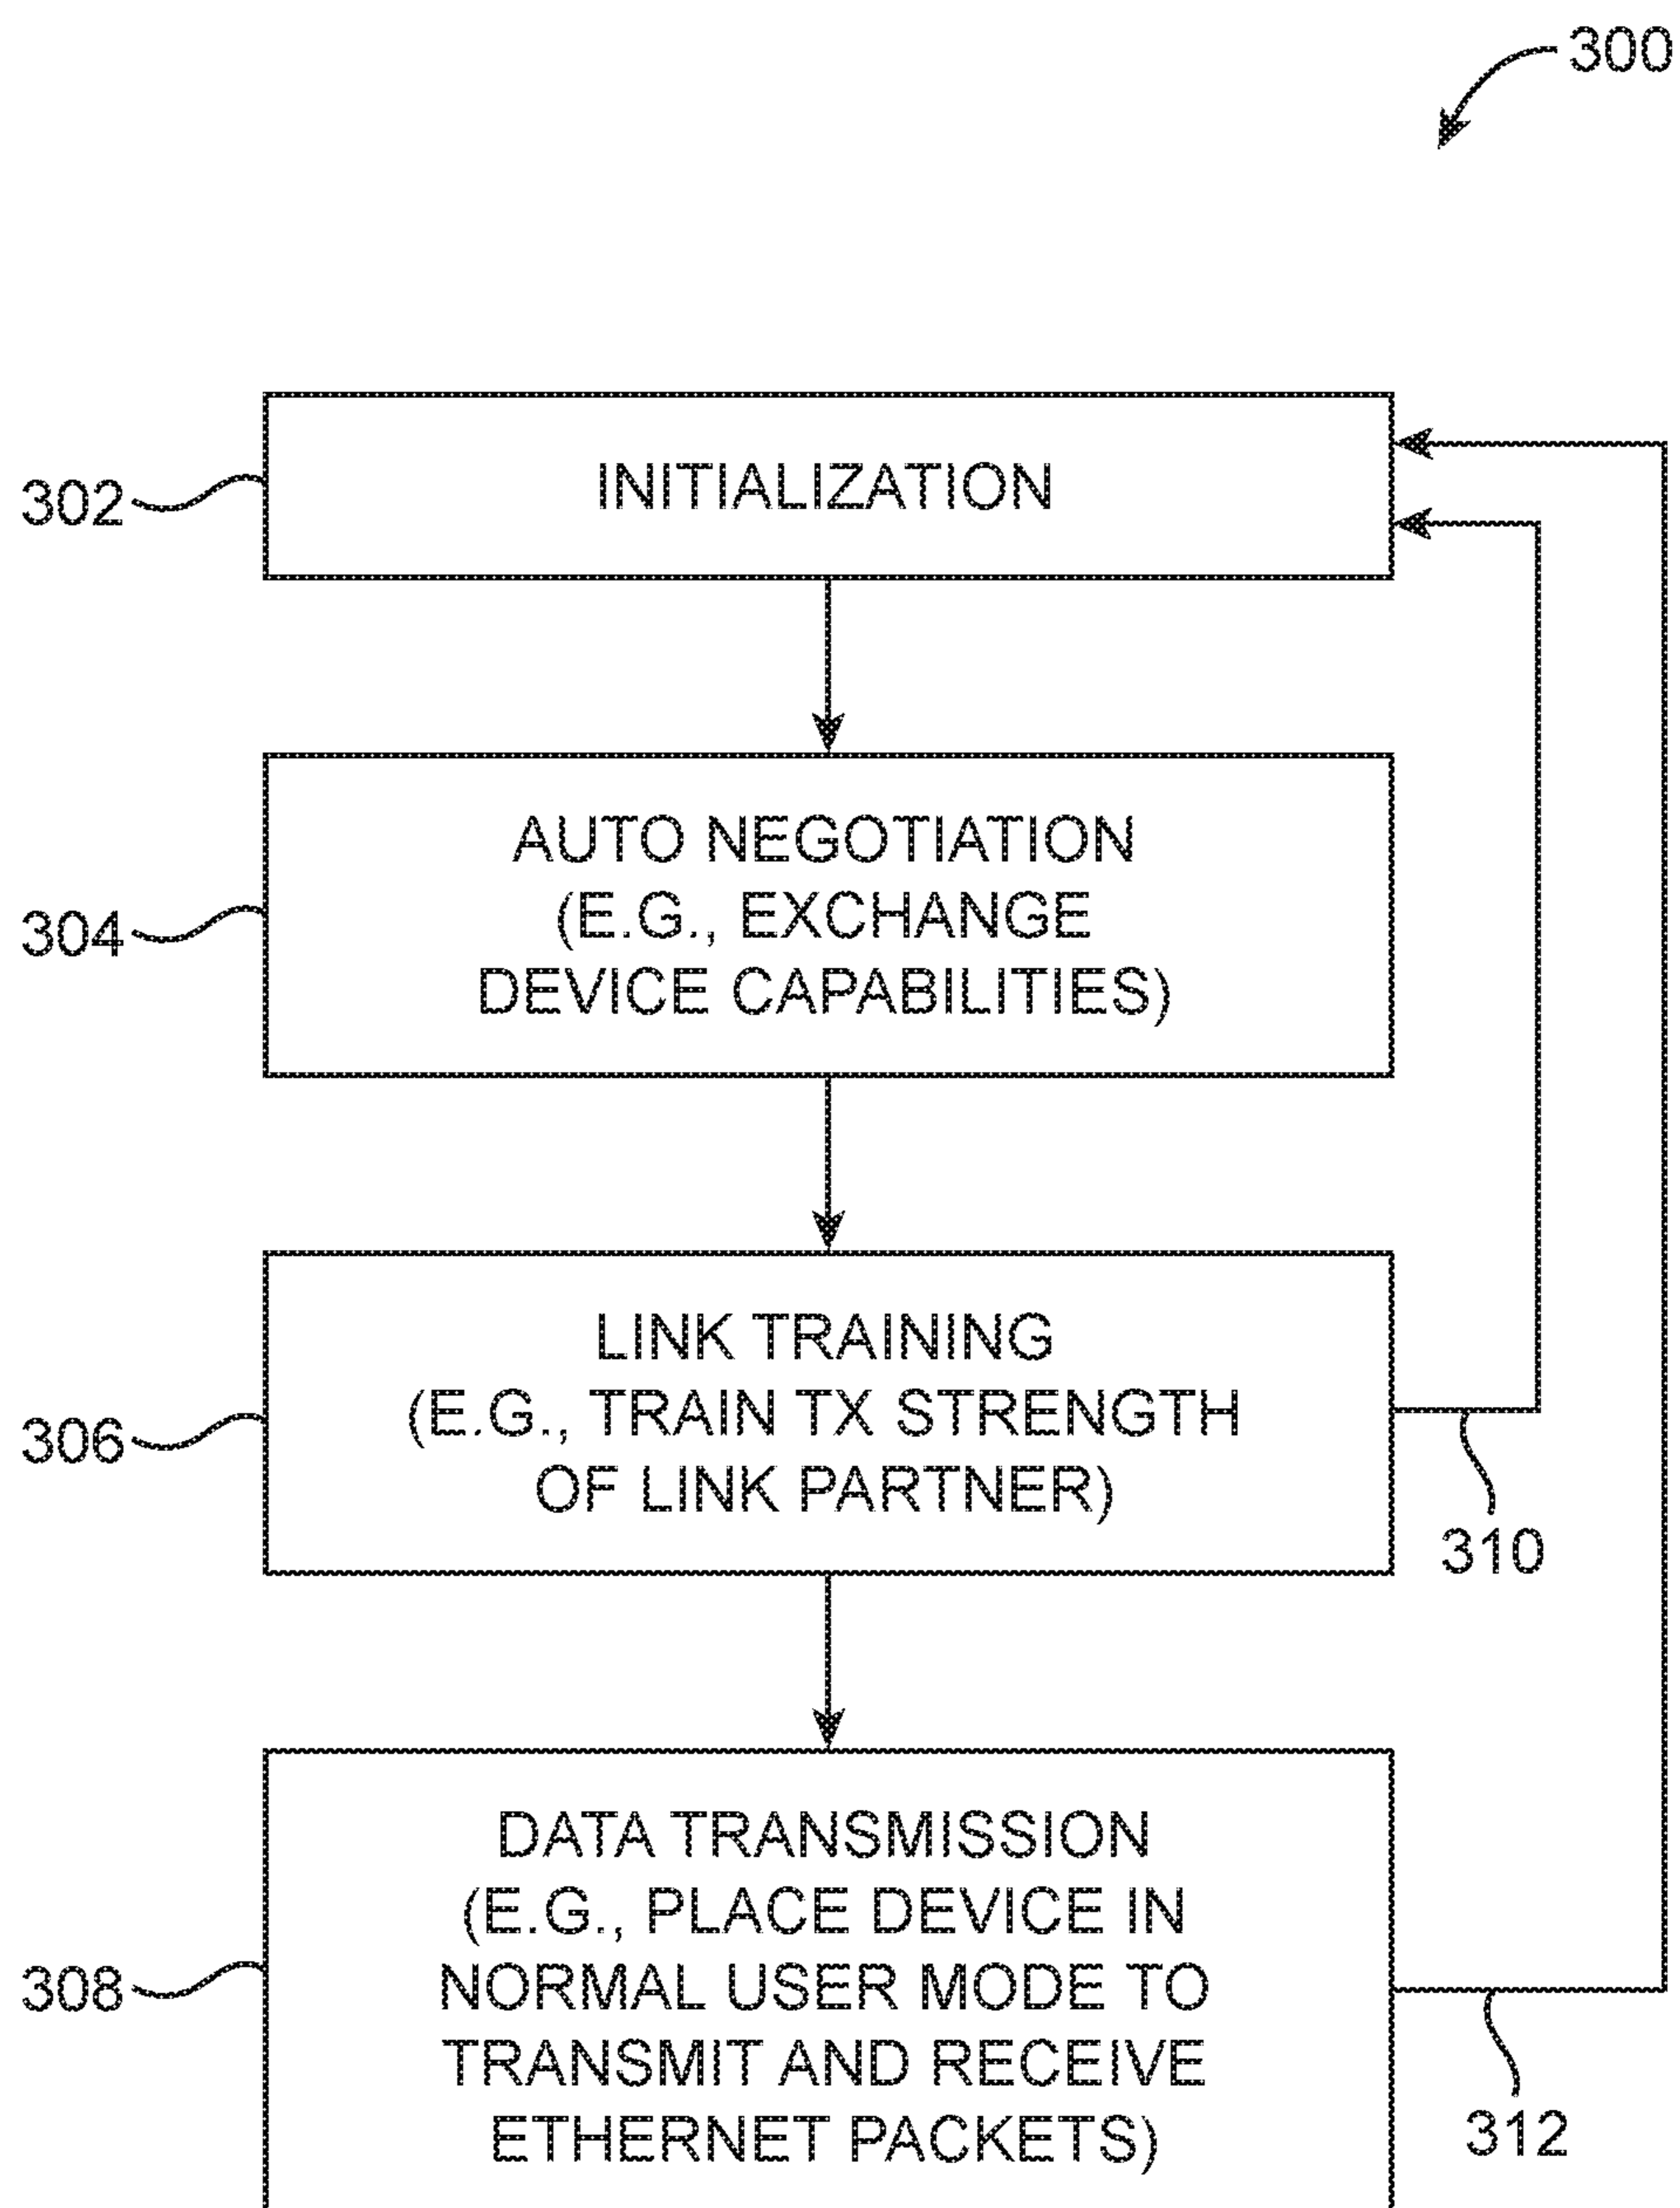 300
302
INITIALIZATION
304
AUTO NEGOTIATION
(E.G., EXCHANGE
DEVICE CAPABILITIES)
306
LINK TRAINING
(E.G., TRAIN TX STRENGTH
OF LINK PARTNER)
310
308
DATA TRANSMISSION
(E.G., PLACE DEVICE IN
NORMAL USER MODE TO
TRANSMIT AND RECEIVE
ETHERNET PACKETS)
312